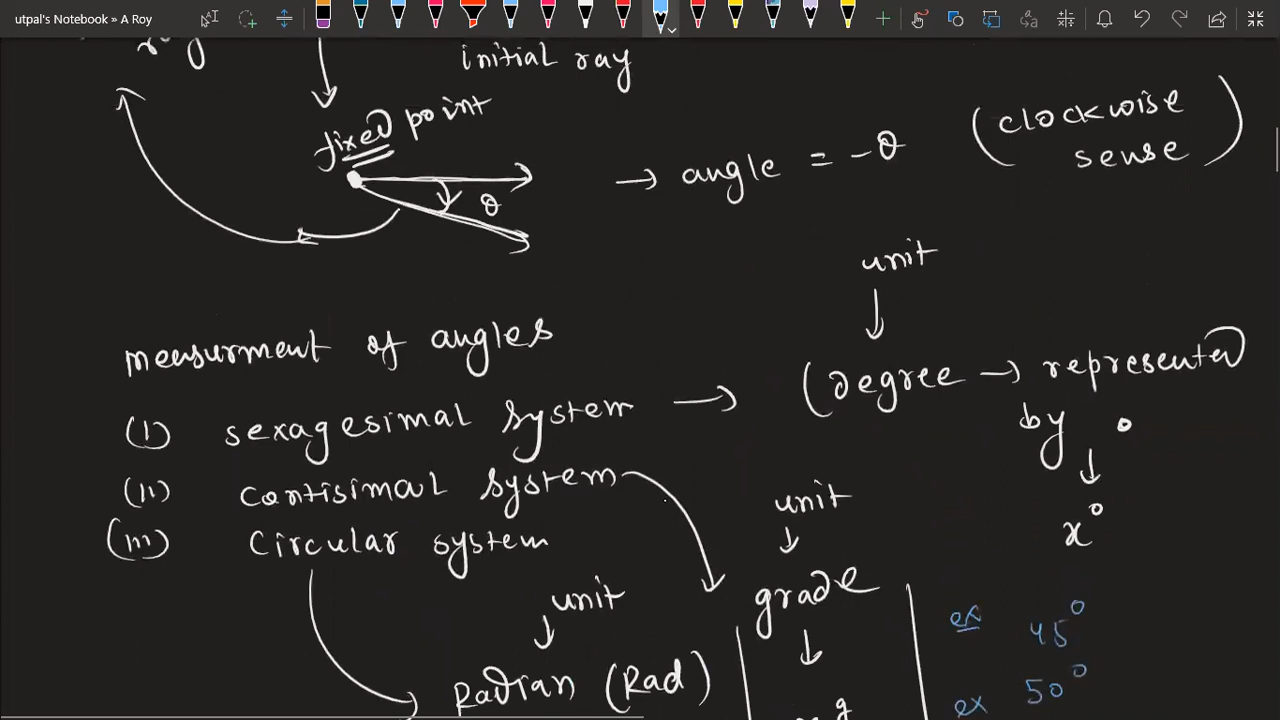 utpal's Notebook » A Roy
initial ray
fixed point
θ
→ angle = -θ
(clockwise
sense)
unit
measurment of angles
(degree → represented
by °
x°
(I) sexagesimal system →
(II) centisimal system
(III) Circular system
unit
grade
unit
Radian (Rad)
ex 45°
ex 50°